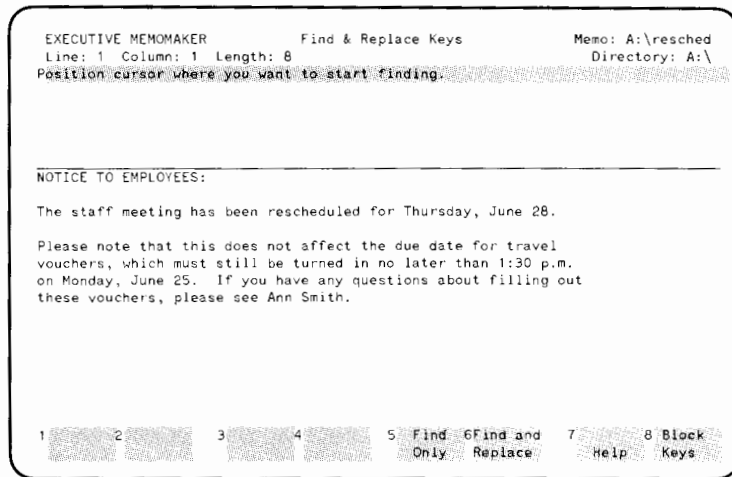 EXECUTIVE MEMOMAKER Find & Replace Keys Memo: A:\resched
Line: 1 Column: 1 Length: 8 Directory: A:\
Position cursor where you want to start finding.
NOTICE TO EMPLOYEES:
The staff meeting has been rescheduled for Thursday, June 28.
Please note that this does not affect the due date for travel
vouchers, which must still be turned in no later than 1:30 p.m.
on Monday, June 25. If you have any questions about filling out
these vouchers, please see Ann Smith.
1 2 3 4 5 Find 6Find and 7 8 Block
Only Replace Help Keys